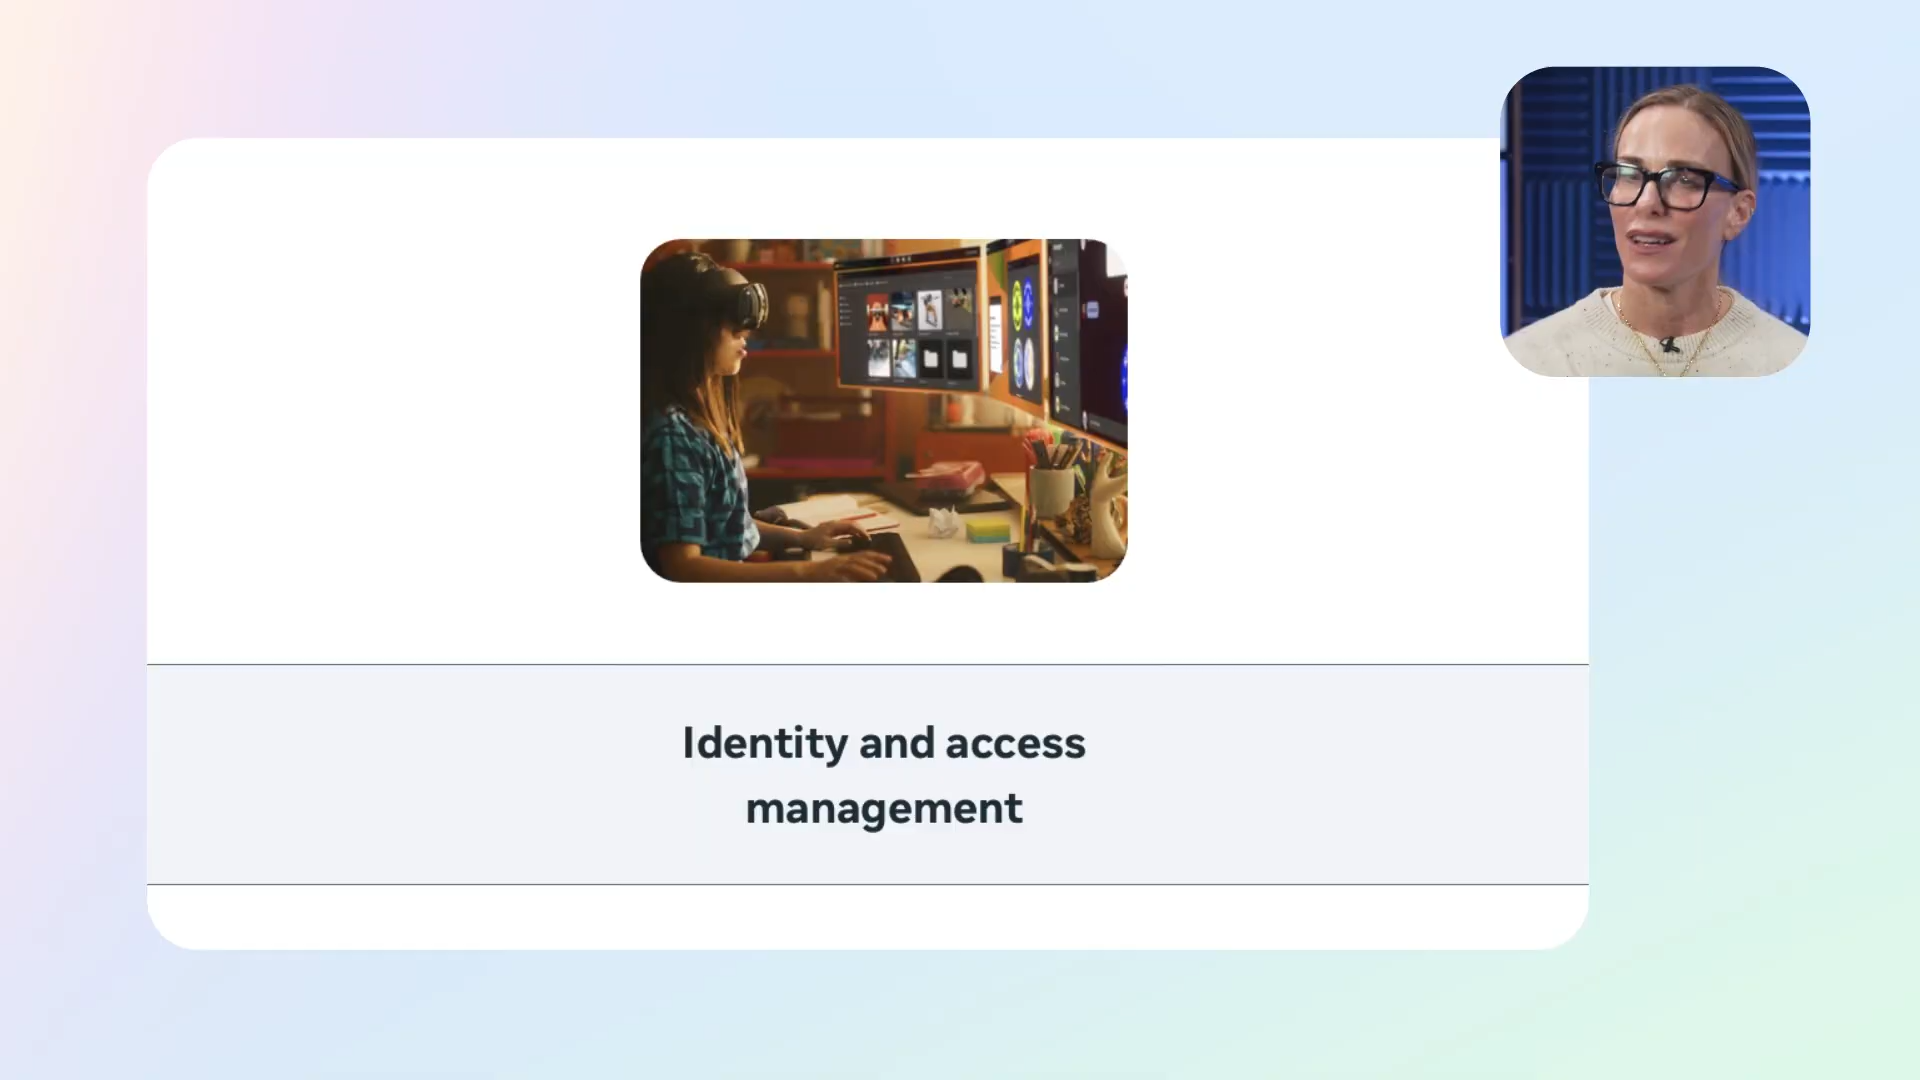 Identity and access
management